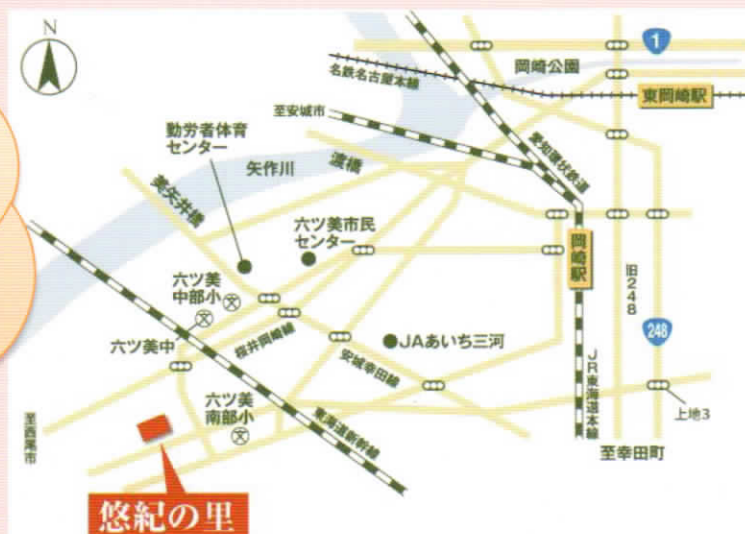 N
1
岡崎公園
名鉄名古屋本線
東岡崎駅
至安城市
勤労者体育
センター
矢作川
渡橋
愛知環状鉄道
美矢井橋
六ツ美市民
センター
岡崎駅
旧248
248
六ツ美
中部小
文
文
六ツ美中
桜井岡崎線
JAあいち三河
安城幸田線
六ツ美
南部小
文
東海道新幹線
JR東海道本線
上地3
至西尾市
至幸田町
悠紀の里